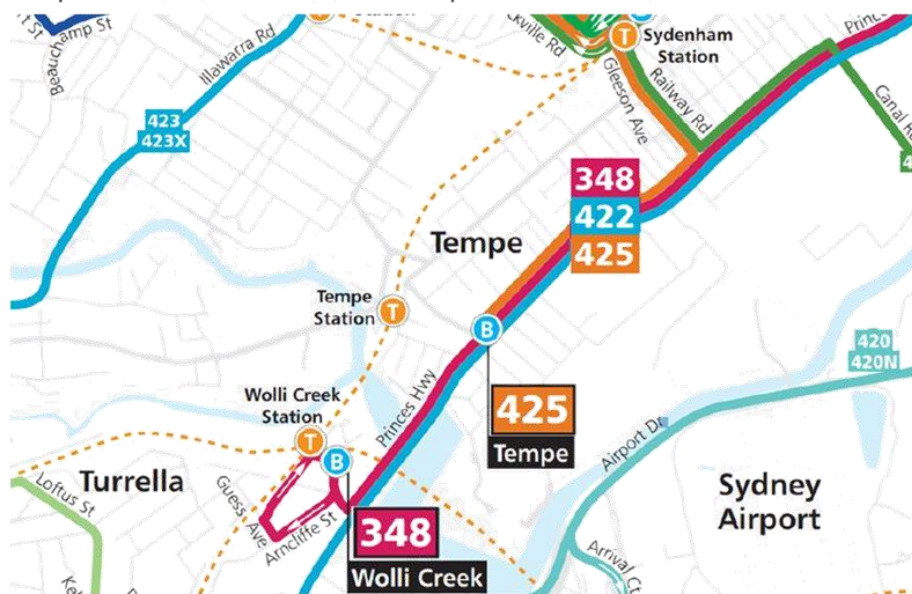 Beauchamp St
Illawarra Rd
423
423X
Gleeson Ave
Railway Rd
Sydenham
Station
T
348
422
425
Tempe
Tempe
Station
T
B
420
420N
Princes Hwy
425
Tempe
Airport Dr
Wolli Creek
Station
T
B
Turrella
Loftus St
Guess Ave
Arncliffe St
348
Wolli Creek
Sydney
Airport
Arrival Ct